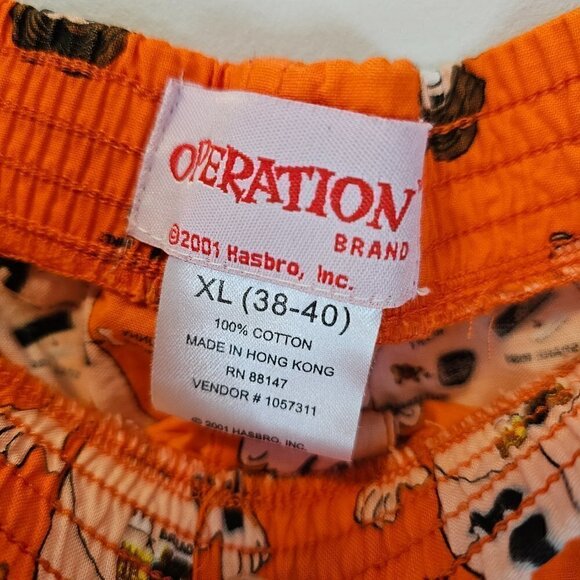 OPERATION
BRAND
©2001 Hasbro, Inc.
XL (38-40)
100% COTTON
MADE IN HONG KONG
RN 88147
VENDOR # 1057311
© 2001 HASBRO, INC.